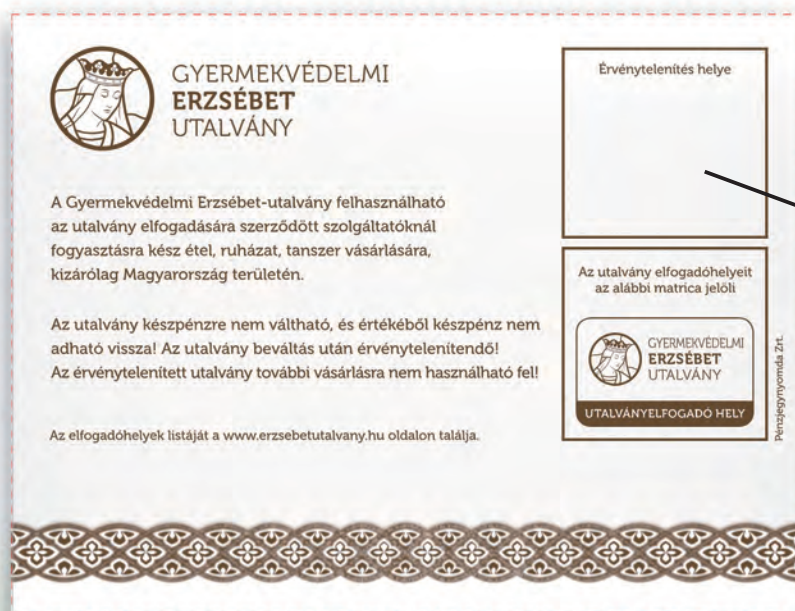 GYERMEKVÉDELMI
ERZSÉBET
UTALVÁNY
A Gyermekvédelmi Erzsébet-utalvány felhasználható
az utalvány elfogadására szerződött szolgáltatóknál
fogyasztásra kész étel, ruházat, tanszer vásárlására,
kizárólag Magyarország területén.
Az utalvány készpénzre nem váltható, és értékéből készpénz nem
adható vissza! Az utalvány beváltás után érvénytelenítendő!
Az érvénytelenített utalvány további vásárlásra nem használható fel!
Az elfogadóhelyek listáját a www.erzsebetutalvany.hu oldalon találja.
Érvénytelenítés helye
Az utalvány elfogadóhelyeit
az alábbi matrica jelöli
GYERMEKVÉDELMI
ERZSÉBET
UTALVÁNY
UTALVÁNYELFOGADÓ HELY
Pénzjegynyomda Zrt.